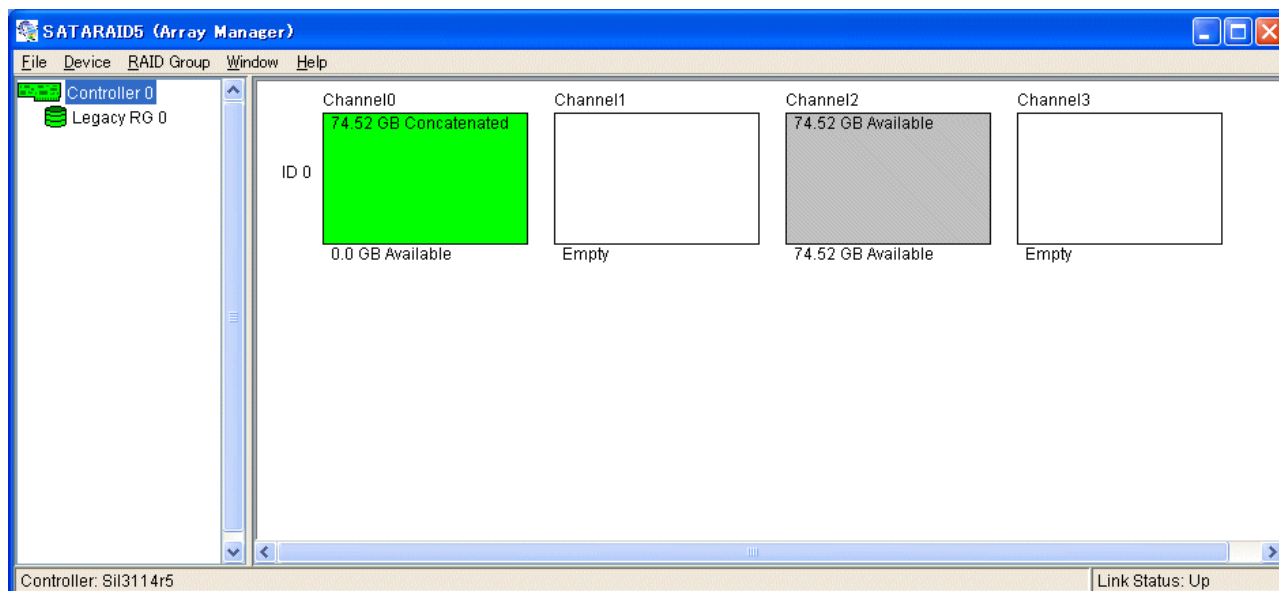 SATARAID5 (Array Manager)
File Device RAID Group Window Help
Controller 0
Legacy RG 0
Channel0 Channel1 Channel2 Channel3
74.52 GB Concatenated 74.52 GB Available
ID 0
0.0 GB Available Empty 74.52 GB Available Empty
Controller: SiI3114r5 Link Status: Up